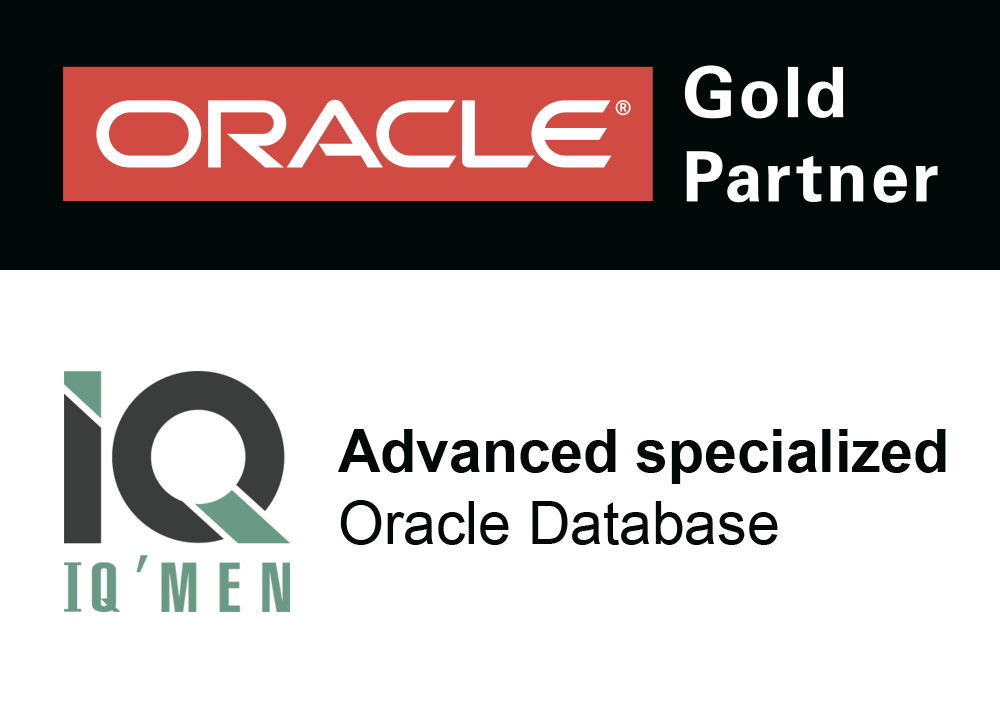 ORACLE®
Gold
Partner
IQ
IQ'MEN
Advanced specialized
Oracle Database